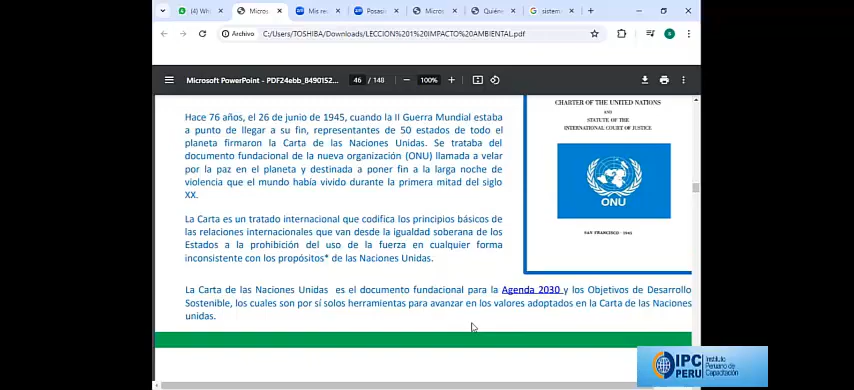 (4) Wh
Micros
Mis re
Posasi
Micros
Quién
sistem
Archivo
C:/Users/TOSHIBA/Downloads/LECCION%201%20IMPACTO%20AMBIENTAL.pdf
Microsoft PowerPoint - PDF24ebb_8490152...
46 / 148
100%
Hace 76 años, el 26 de junio de 1945, cuando la II Guerra Mundial estaba
a punto de llegar a su fin, representantes de 50 estados de todo el
planeta firmaron la Carta de las Naciones Unidas. Se trataba del
documento fundacional de la nueva organización (ONU) llamada a velar
por la paz en el planeta y destinada a poner fin a la larga noche de
violencia que el mundo había vivido durante la primera mitad del siglo
XX.
La Carta es un tratado internacional que codifica los principios básicos de
las relaciones internacionales que van desde la igualdad soberana de los
Estados a la prohibición del uso de la fuerza en cualquier forma
inconsistente con los propósitos* de las Naciones Unidas.
CHARTER OF THE UNITED NATIONS
AND
STATUTE OF THE
INTERNATIONAL COURT OF JUSTICE
ONU
SAN FRANCISCO · 1945
La Carta de las Naciones Unidas es el documento fundacional para la Agenda 2030 y los Objetivos de Desarrollo
Sostenible, los cuales son por sí solos herramientas para avanzar en los valores adoptados en la Carta de las Naciones
unidas.
IPC
PERU
Instituto
Peruano de
Capacitación